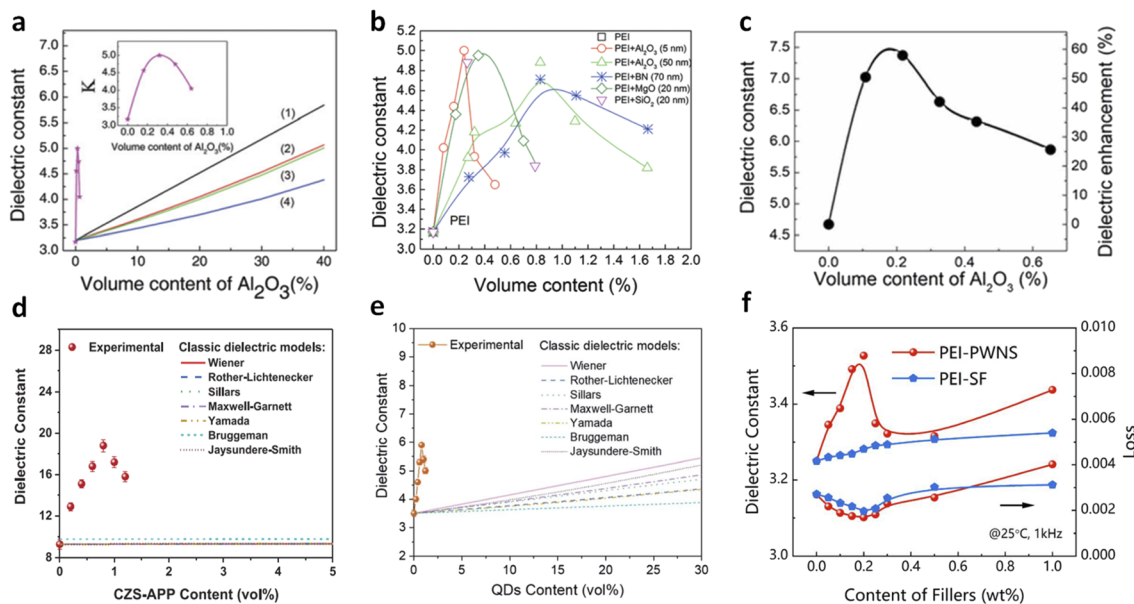 a
Dielectric constant
7.0
6.5
6.0
5.5
5.0
4.5
4.0
3.5
3.0
K
5.5
5.0
4.5
4.0
3.5
3.0
0.0 0.2 0.4 0.6 0.8 1.0
Volume content of Al2O3(%)
(1)
(2)
(3)
(4)
0 10 20 30 40
Volume content of Al2O3(%)
b
Dielectric constant
5.2
5.0
4.8
4.6
4.4
4.2
4.0
3.8
3.6
3.4
3.2
3.0
PEI
PEI+Al2O3 (5 nm)
PEI+Al2O3 (50 nm)
PEI+BN (70 nm)
PEI+MgO (20 nm)
PEI+SiO2 (20 nm)
PEI
0.0 0.2 0.4 0.6 0.8 1.0 1.2 1.4 1.6 1.8 2.0
Volume content (%)
c
Dielectric constant
7.5
7.0
6.5
6.0
5.5
5.0
4.5
60
50
40
30
20
10
0
Dielectric enhancement (%)
0.0 0.2 0.4 0.6
Volume content of Al2O3 (%)
d
Dielectric Constant
28
24
20
16
12
8
Experimental
Classic dielectric models:
Wiener
Rother-Lichtenecker
Sillars
Maxwell-Garnett
Yamada
Bruggeman
Jaysundere-Smith
0 1 2 3 4 5
CZS-APP Content (vol%)
e
Dielectric Constant
10
9
8
7
6
5
4
3
2
Experimental
Classic dielectric models:
Wiener
Rother-Lichtenecker
Sillars
Maxwell-Garnett
Yamada
Bruggeman
Jaysundere-Smith
0 5 10 15 20 25 30
QDs Content (vol%)
f
Dielectric Constant
3.6
3.4
3.2
3.0
PEI-PWNS
PEI-SF
0.010
0.008
0.006
0.004
0.002
0.000
Loss
@25°C, 1kHz
0.0 0.2 0.4 0.6 0.8 1.0
Content of Fillers (wt%)